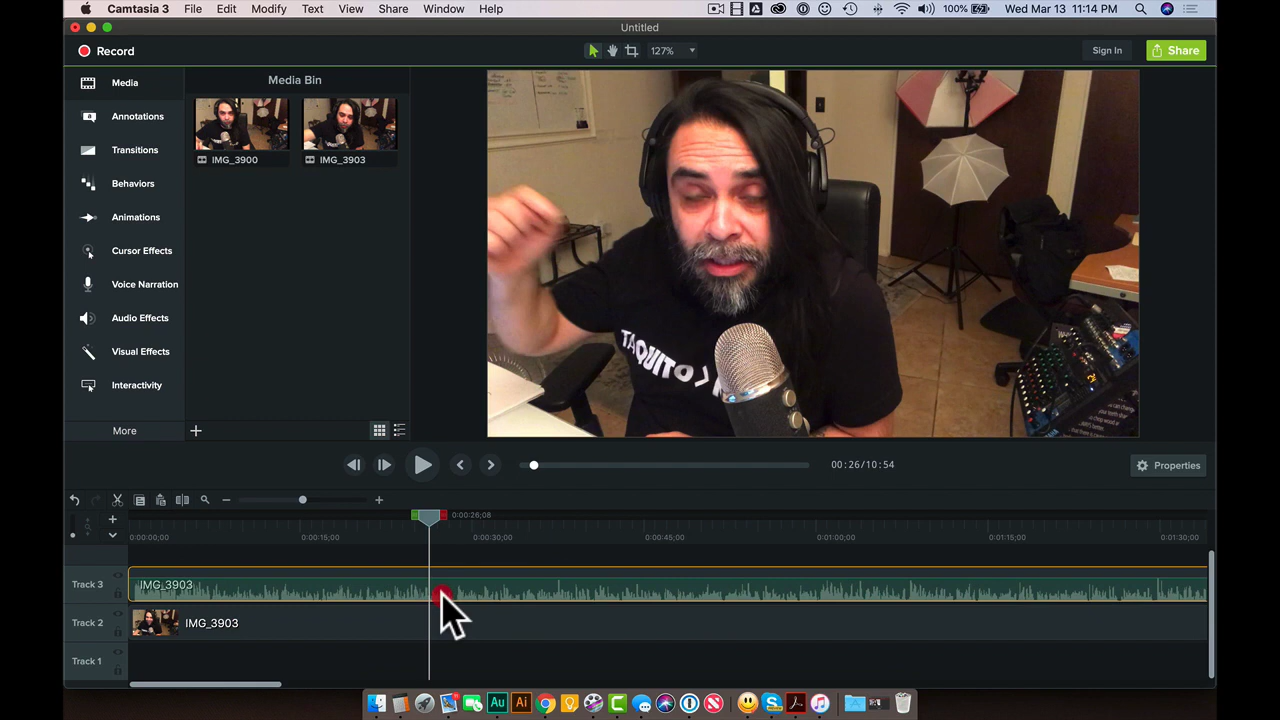 Camtasia 3 File Edit Modify Text View Share Window Help 100% Wed Mar 13 11:14 PM
Untitled
Record 127% Sign In Share
Media
Annotations
Transitions
Behaviors
Animations
Cursor Effects
Voice Narration
Audio Effects
Visual Effects
Interactivity
More
Media Bin
IMG_3900 IMG_3903
TAQUITO >
00:26/10:54 Properties
0:00:26;08
0:00:00;00 0:00:15;00 0:00:30;00 0:00:45;00 0:01:00;00 0:01:15;00 0:01:30;00
Track 3 IMG_3903
Track 2 IMG_3903
Track 1
Au Ai